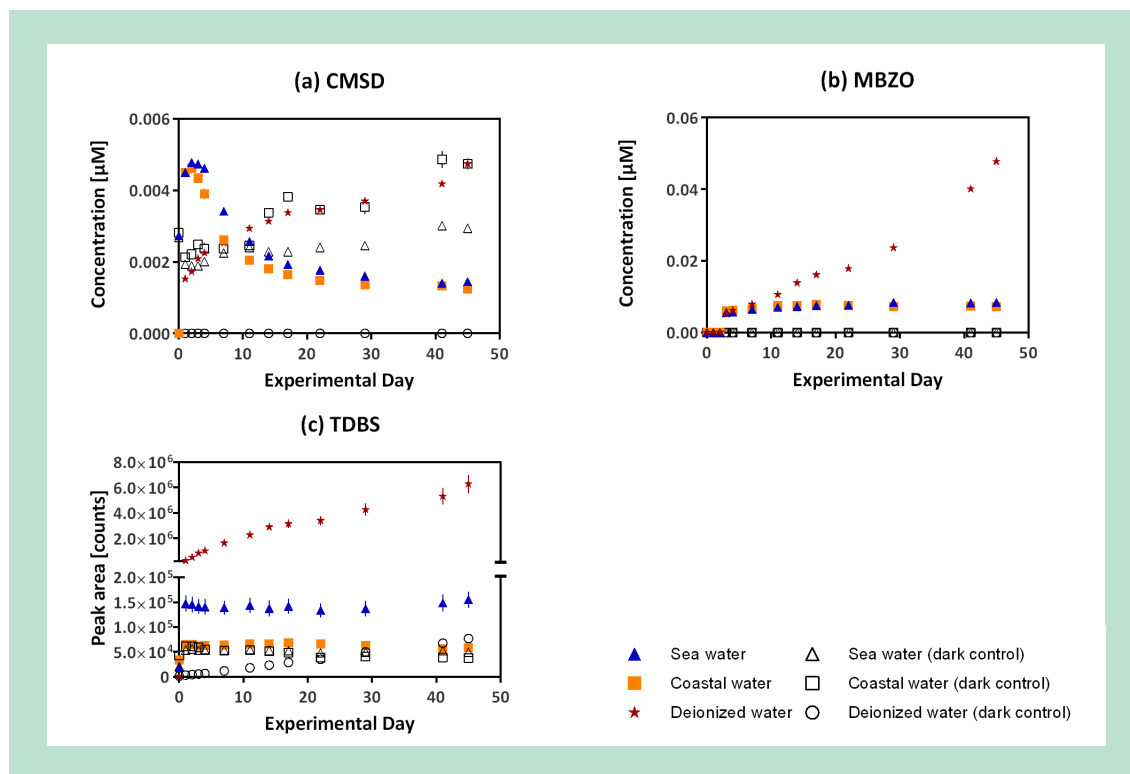 (a) CMSD
0.006
0.004
0.002
0.000
Concentration [µM]
0 10 20 30 40 50
Experimental Day
(b) MBZO
0.06
0.04
0.02
0.00
Concentration [µM]
0 10 20 30 40 50
Experimental Day
(c) TDBS
8.0×10⁶
6.0×10⁶
4.0×10⁶
2.0×10⁶
2.0×10⁵
1.5×10⁵
1.0×10⁵
5.0×10⁴
0
Peak area [counts]
0 10 20 30 40 50
Experimental Day
Sea water
Coastal water
Deionized water
Sea water (dark control)
Coastal water (dark control)
Deionized water (dark control)